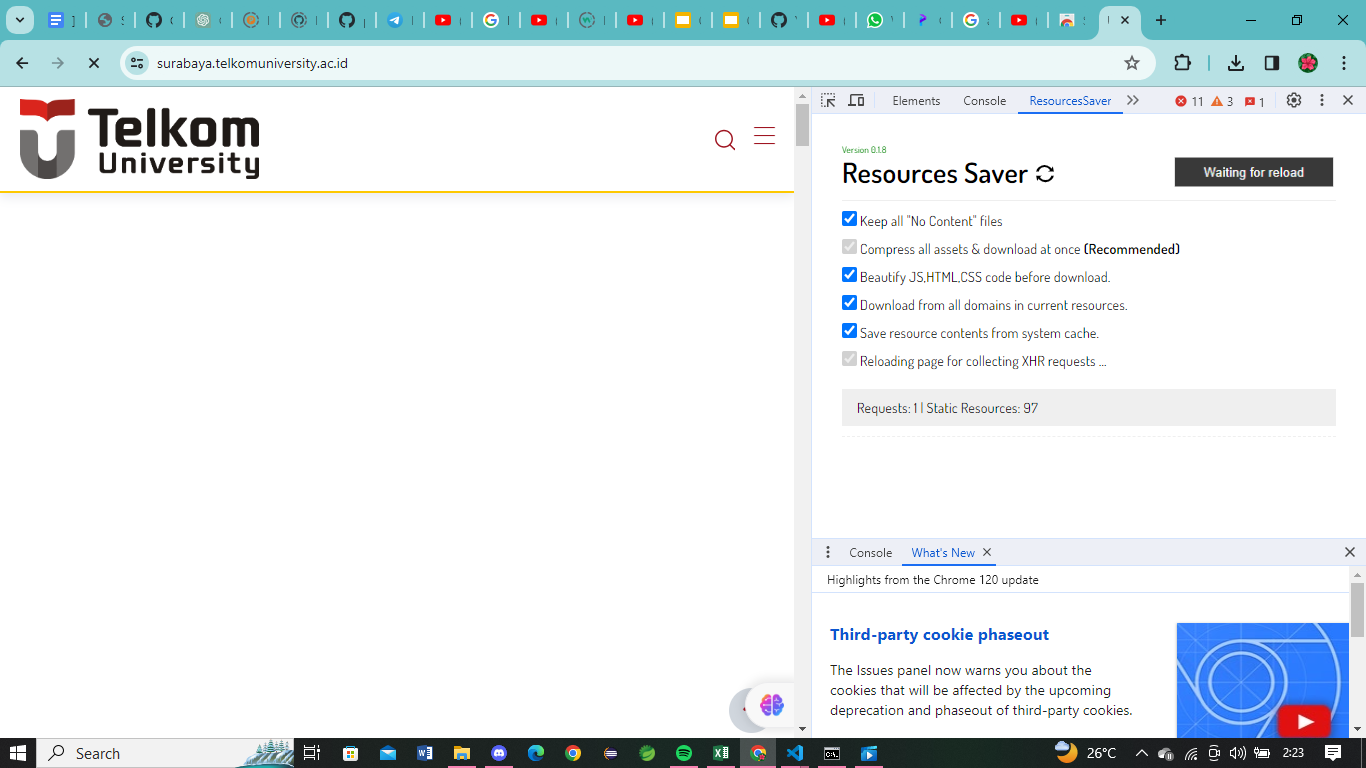 surabaya.telkomuniversity.ac.id
Telkom
University
Elements
Console
ResourcesSaver
11
3
1
Version 0.1.8
Resources Saver
Waiting for reload
Keep all "No Content" files
Compress all assets & download at once (Recommended)
Beautify JS,HTML,CSS code before download.
Download from all domains in current resources.
Save resource contents from system cache.
Reloading page for collecting XHR requests ...
Requests: 1 | Static Resources: 97
Console
What's New
Highlights from the Chrome 120 update
Third-party cookie phaseout
The Issues panel now warns you about the
cookies that will be affected by the upcoming
deprecation and phaseout of third-party cookies.
Search
26°C
2:23